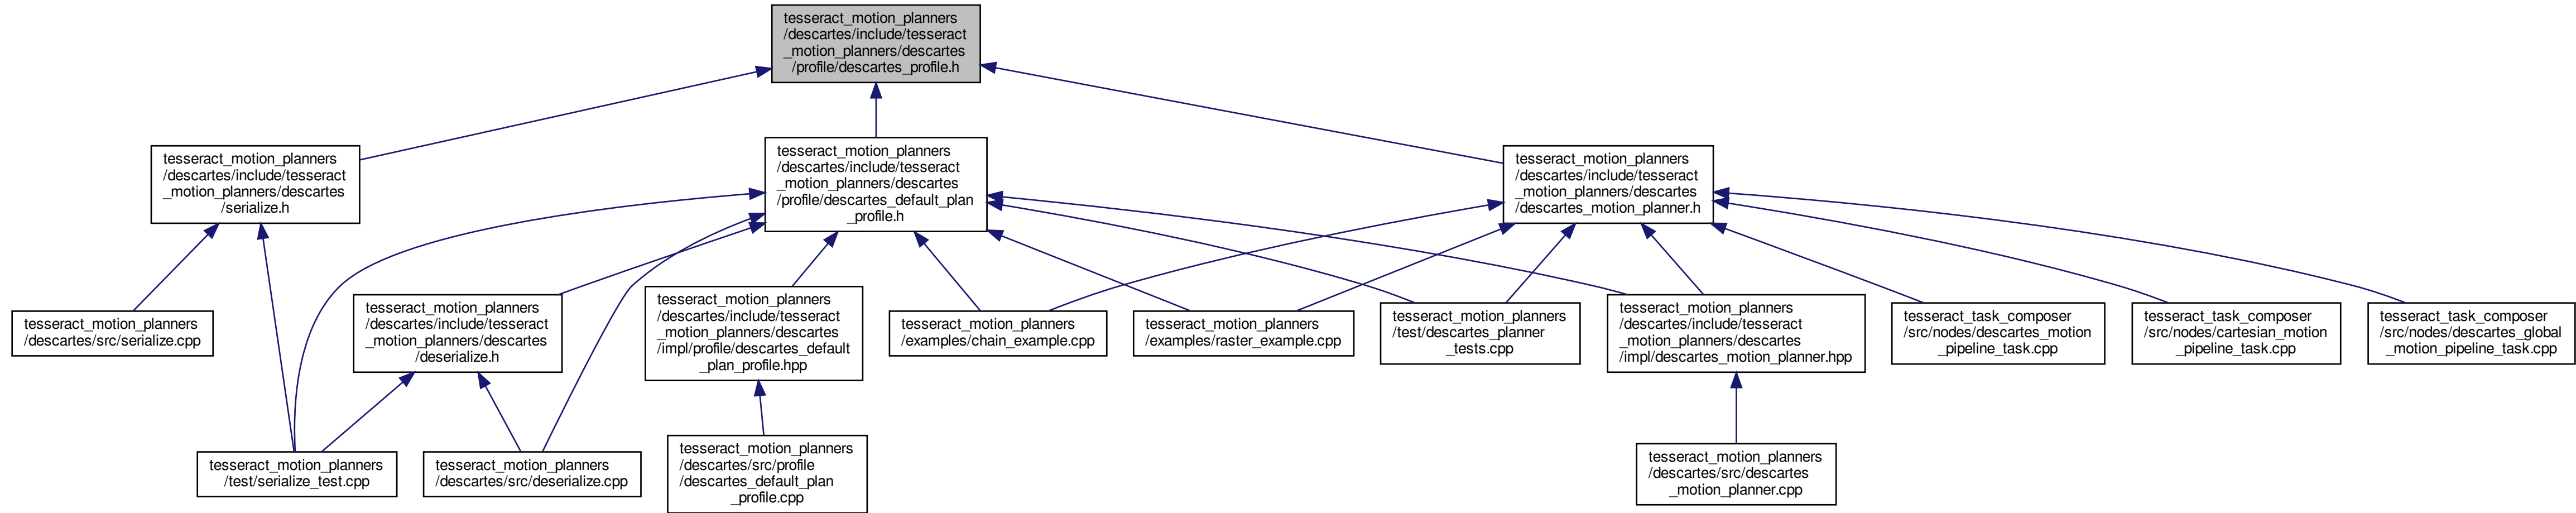 tesseract_motion_planners
/descartes/include/tesseract
_motion_planners/descartes
/profile/descartes_profile.h
tesseract_motion_planners
/descartes/include/tesseract
_motion_planners/descartes
/serialize.h
tesseract_motion_planners
/descartes/include/tesseract
_motion_planners/descartes
/profile/descartes_default_plan
_profile.h
tesseract_motion_planners
/descartes/include/tesseract
_motion_planners/descartes
/descartes_motion_planner.h
tesseract_motion_planners
/descartes/src/serialize.cpp
tesseract_motion_planners
/descartes/include/tesseract
_motion_planners/descartes
/deserialize.h
tesseract_motion_planners
/descartes/include/tesseract
_motion_planners/descartes
/impl/profile/descartes_default
_plan_profile.hpp
tesseract_motion_planners
/examples/chain_example.cpp
tesseract_motion_planners
/examples/raster_example.cpp
tesseract_motion_planners
/test/descartes_planner
_tests.cpp
tesseract_motion_planners
/descartes/include/tesseract
_motion_planners/descartes
/impl/descartes_motion_planner.hpp
tesseract_task_composer
/src/nodes/descartes_motion
_pipeline_task.cpp
tesseract_task_composer
/src/nodes/cartesian_motion
_pipeline_task.cpp
tesseract_task_composer
/src/nodes/descartes_global
_motion_pipeline_task.cpp
tesseract_motion_planners
/test/serialize_test.cpp
tesseract_motion_planners
/descartes/src/deserialize.cpp
tesseract_motion_planners
/descartes/src/profile
/descartes_default_plan
_profile.cpp
tesseract_motion_planners
/descartes/src/descartes
_motion_planner.cpp